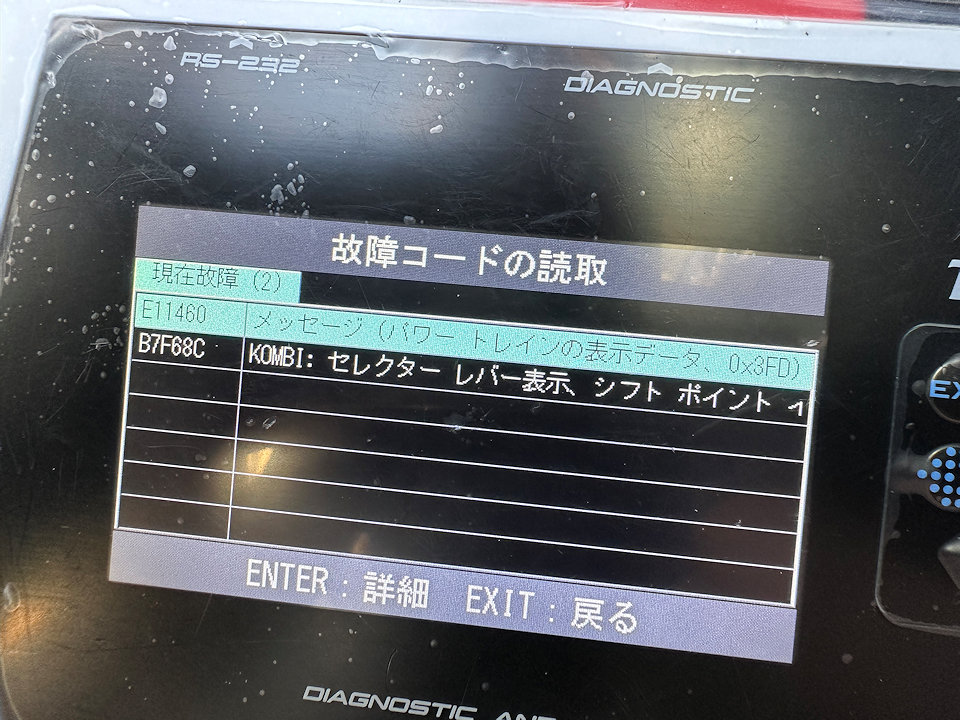 RS-232
DIAGNOSTIC
故障コードの読取
現在故障 (2)
E11460 メッセージ (パワー トレインの表示データ、0x3FD)
B7F68C KOMBI: セレクター レバー表示、シフト ポイント イ
ENTER : 詳細 EXIT : 戻る
DIAGNOSTIC AND